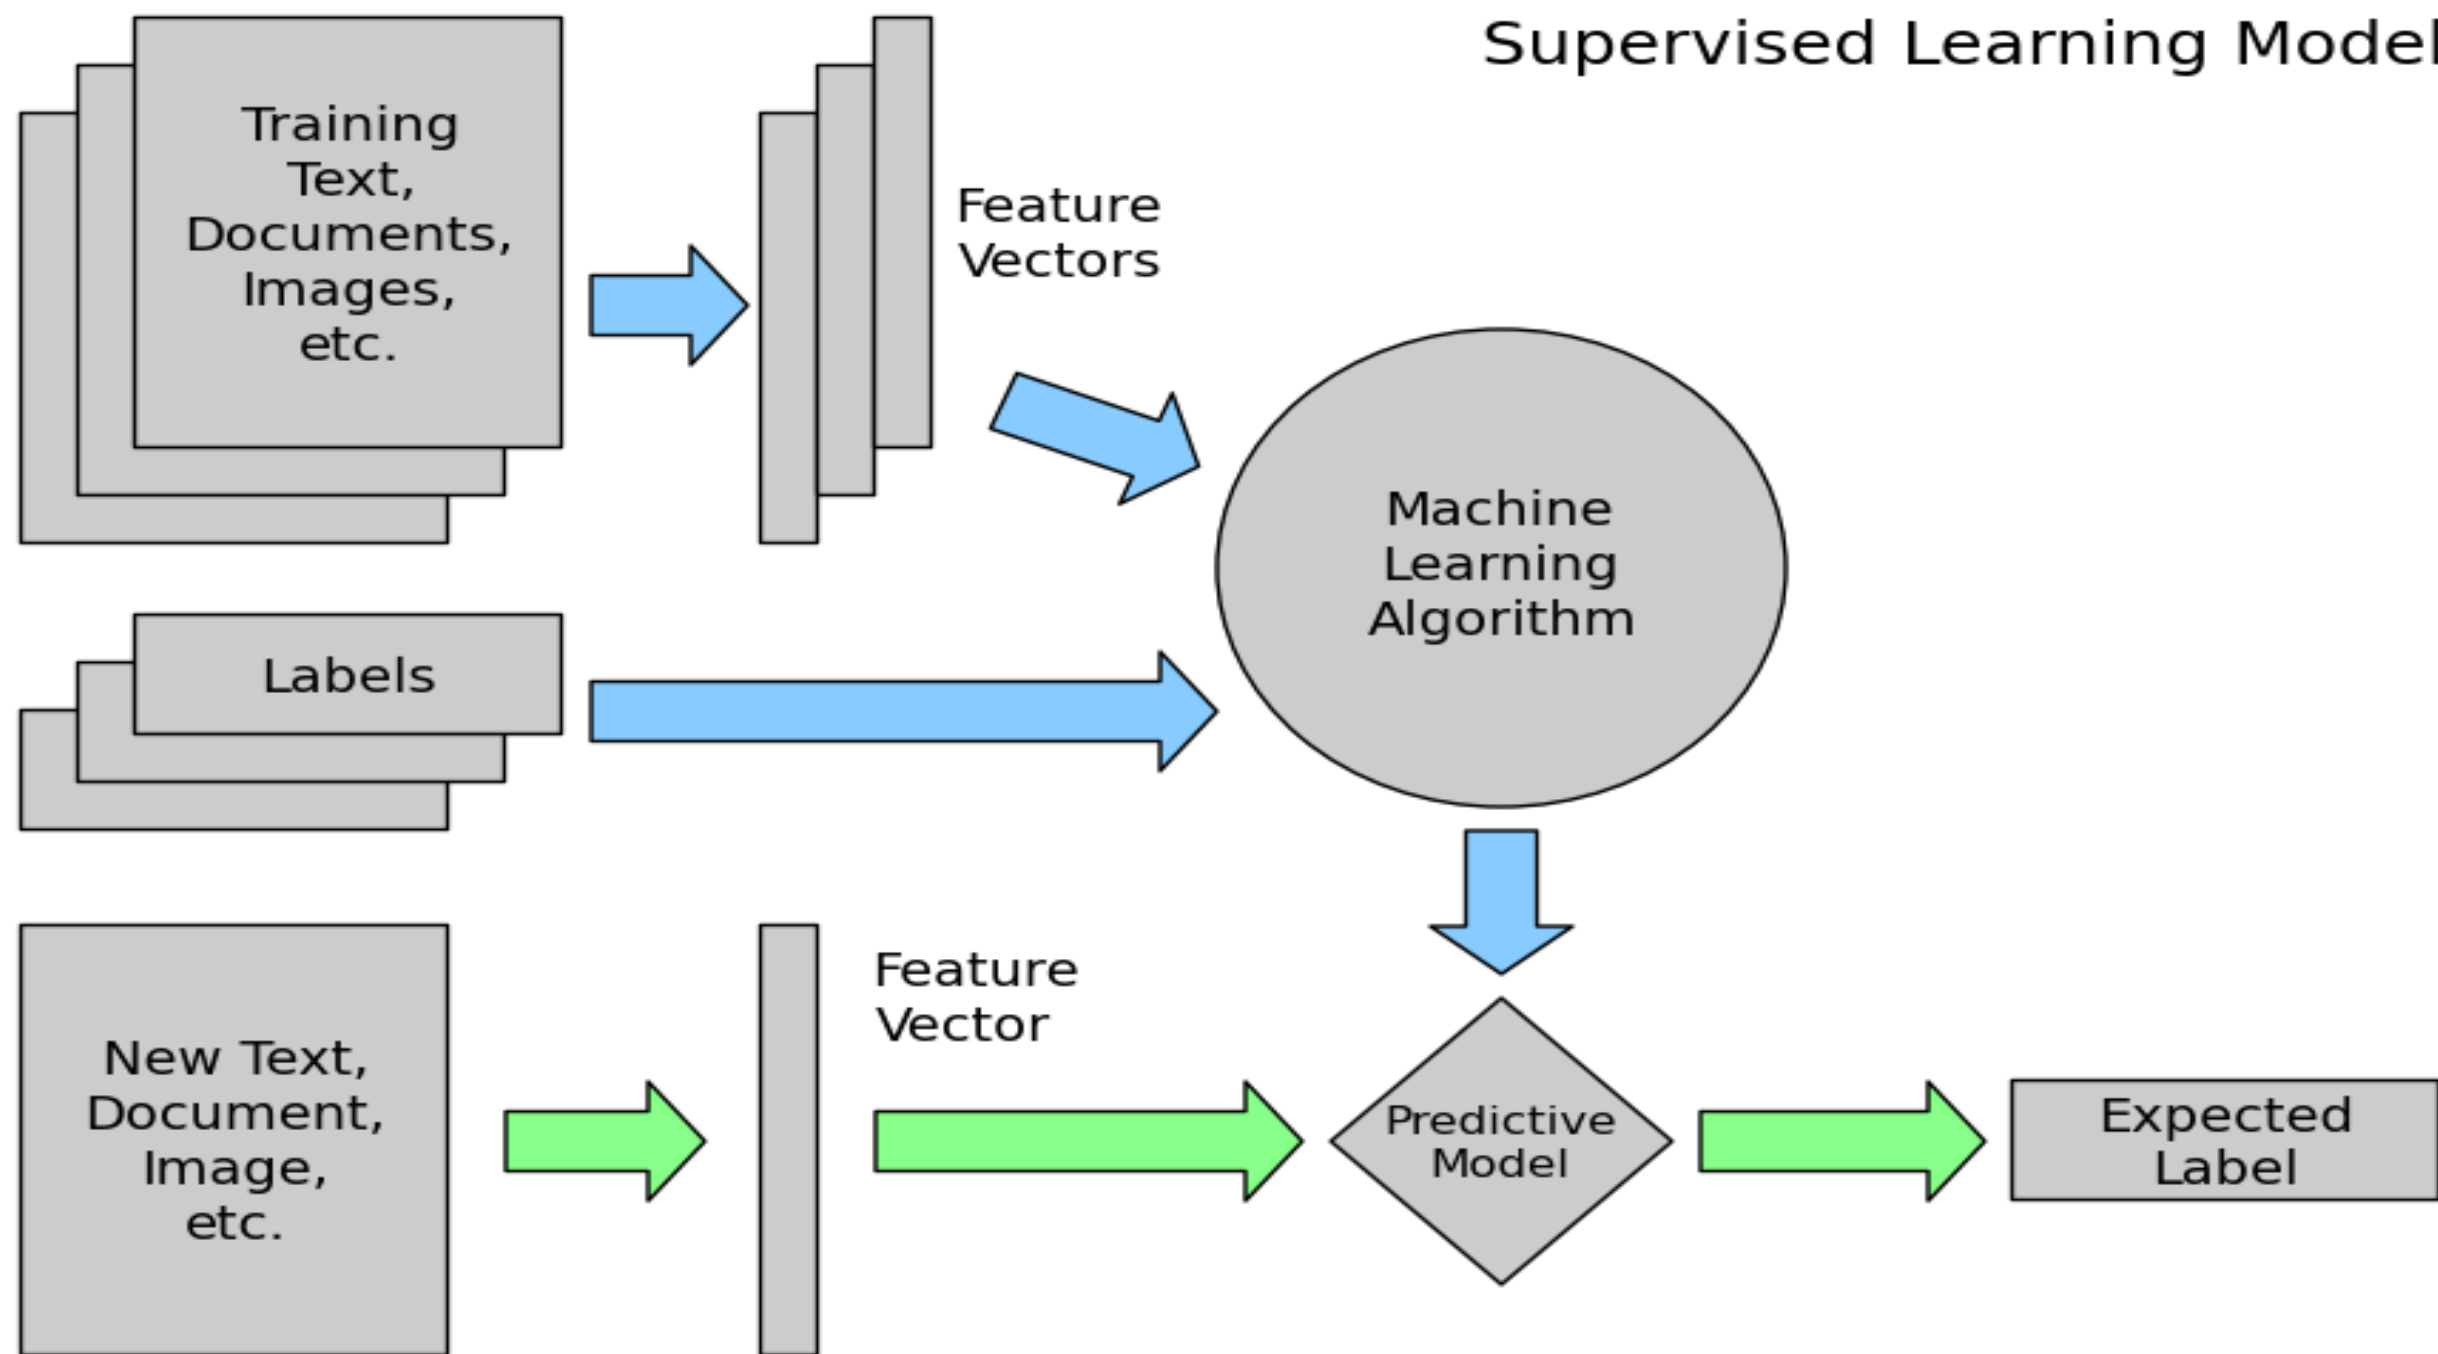 Supervised Learning Model
Training
Text,
Documents,
Images,
etc.
Feature
Vectors
Machine
Learning
Algorithm
Labels
New Text,
Document,
Image,
etc.
Feature
Vector
Predictive
Model
Expected
Label